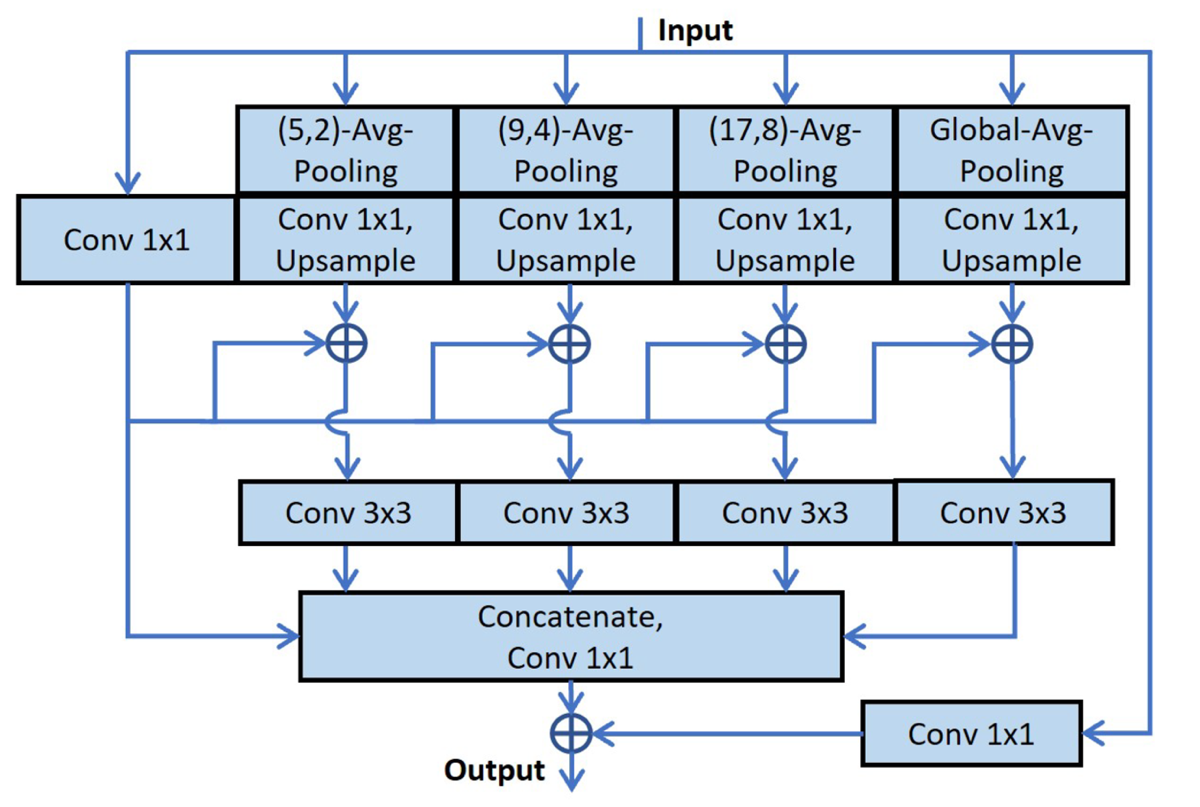 Input
(5,2)-Avg-
Pooling
(9,4)-Avg-
Pooling
(17,8)-Avg-
Pooling
Global-Avg-
Pooling
Conv 1x1
Conv 1x1,
Upsample
Conv 1x1,
Upsample
Conv 1x1,
Upsample
Conv 1x1,
Upsample
Conv 3x3
Conv 3x3
Conv 3x3
Conv 3x3
Concatenate,
Conv 1x1
Conv 1x1
Output